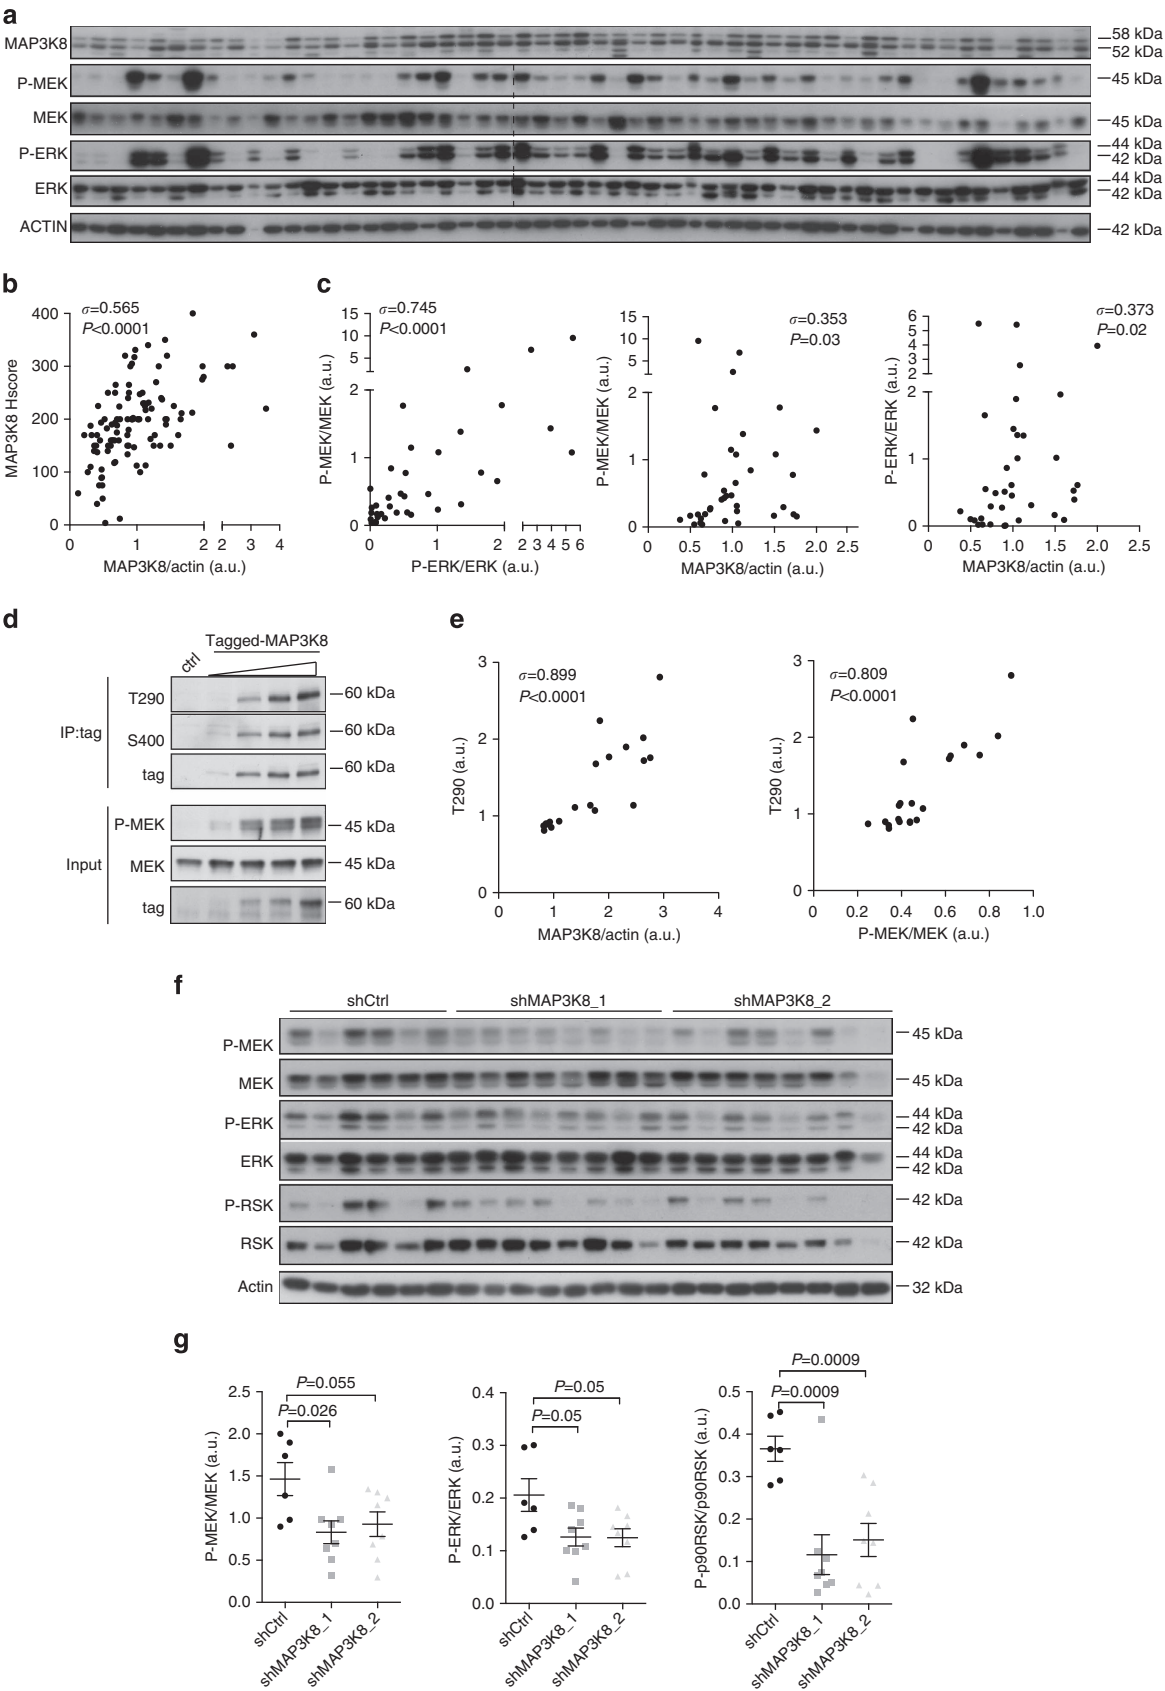 a
MAP3K8
58 kDa
52 kDa
P-MEK
45 kDa
MEK
45 kDa
P-ERK
44 kDa
42 kDa
ERK
44 kDa
42 kDa
ACTIN
42 kDa
b
σ=0.565
P<0.0001
MAP3K8 Hscore
400
300
200
100
0
0 1 2 2 3 4
MAP3K8/actin (a.u.)
c
σ=0.745
P<0.0001
P-MEK/MEK (a.u.)
15
10
5
2
1
0
0 1 2 2 3 4 5 6
P-ERK/ERK (a.u.)
σ=0.353
P=0.03
P-MEK/MEK (a.u.)
15
10
5
2
1
0
0 0.5 1.0 1.5 2.0 2.5
MAP3K8/actin (a.u.)
σ=0.373
P=0.02
P-ERK/ERK (a.u.)
6
5
4
3
2
2
1
0
0 0.5 1.0 1.5 2.0 2.5
MAP3K8/actin (a.u.)
d
ctrl
Tagged-MAP3K8
IP:tag
T290
60 kDa
S400
60 kDa
tag
60 kDa
Input
P-MEK
45 kDa
MEK
45 kDa
tag
60 kDa
e
σ=0.899
P<0.0001
T290 (a.u.)
3
2
1
0
0 1 2 3 4
MAP3K8/actin (a.u.)
σ=0.809
P<0.0001
T290 (a.u.)
3
2
1
0
0 0.2 0.4 0.6 0.8 1.0
P-MEK/MEK (a.u.)
f
shCtrl shMAP3K8_1 shMAP3K8_2
P-MEK
45 kDa
MEK
45 kDa
P-ERK
44 kDa
42 kDa
ERK
44 kDa
42 kDa
P-RSK
42 kDa
RSK
42 kDa
Actin
32 kDa
g
P=0.055
P=0.026
P-MEK/MEK (a.u.)
2.5
2.0
1.5
1.0
0.5
0.0
shCtrl
shMAP3K8_1
shMAP3K8_2
P=0.05
P=0.05
P-ERK/ERK (a.u.)
0.4
0.3
0.2
0.1
0.0
shCtrl
shMAP3K8_1
shMAP3K8_2
P=0.0009
P=0.0009
P-p90RSK/p90RSK (a.u.)
0.5
0.4
0.3
0.2
0.1
0.0
shCtrl
shMAP3K8_1
shMAP3K8_2